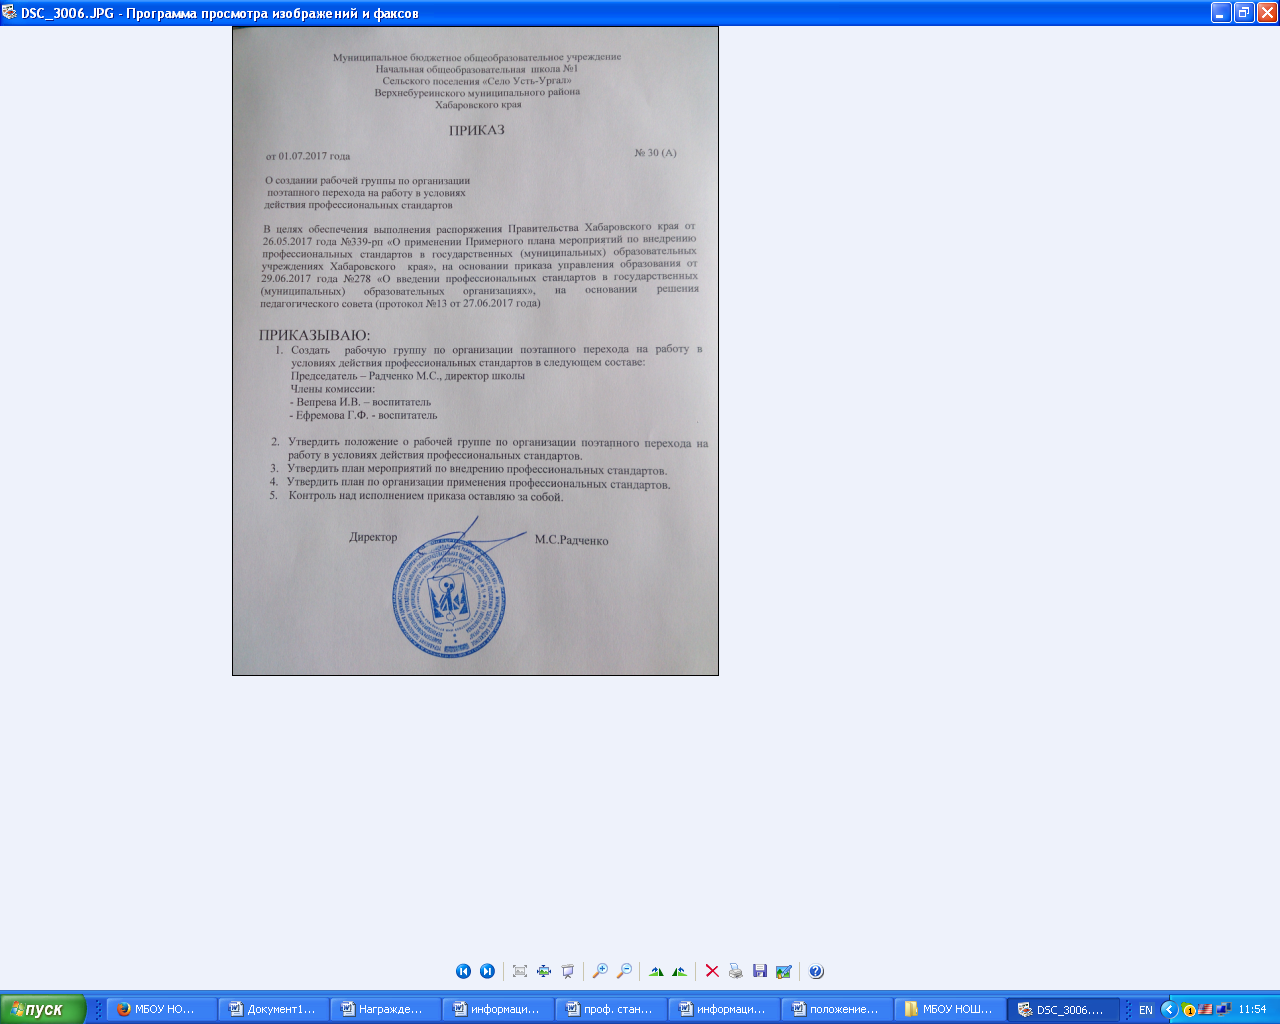 DSC_3006.JPG - Программа просмотра изображений и факсов
Муниципальное бюджетное общеобразовательное учреждение
Начальная общеобразовательная школа №1
Сельского поселения «Село Усть-Ургал»
Верхнебуреинского муниципального района
Хабаровского края
ПРИКАЗ
от 01.07.2017 года № 30 (А)
О создании рабочей группы по организации
поэтапного перехода на работу в условиях
действия профессиональных стандартов
В целях обеспечения выполнения распоряжения Правительства Хабаровского края от
26.05.2017 года №339-рп «О применении Примерного плана мероприятий по внедрению
профессиональных стандартов в государственных (муниципальных) образовательных
учреждениях Хабаровского края», на основании приказа управления образования от
29.06.2017 года №278 «О введении профессиональных стандартов в государственных
(муниципальных) образовательных организациях», на основании решения
педагогического совета (протокол №13 от 27.06.2017 года)
ПРИКАЗЫВАЮ:
1. Создать рабочую группу по организации поэтапного перехода на работу в
условиях действия профессиональных стандартов в следующем составе:
Председатель – Радченко М.С., директор школы
Члены комиссии:
- Вепрева И.В. – воспитатель
- Ефремова Г.Ф. - воспитатель
2. Утвердить положение о рабочей группе по организации поэтапного перехода на
работу в условиях действия профессиональных стандартов.
3. Утвердить план мероприятий по внедрению профессиональных стандартов.
4. Утвердить план по организации применения профессиональных стандартов.
5. Контроль над исполнением приказа оставляю за собой.
Директор М.С.Радченко
пуск МБОУ НО... Документ1... Награжде... информаци... проф. стан... информаци... положение... МБОУ НОШ... DSC_3006.... EN 1 11:54